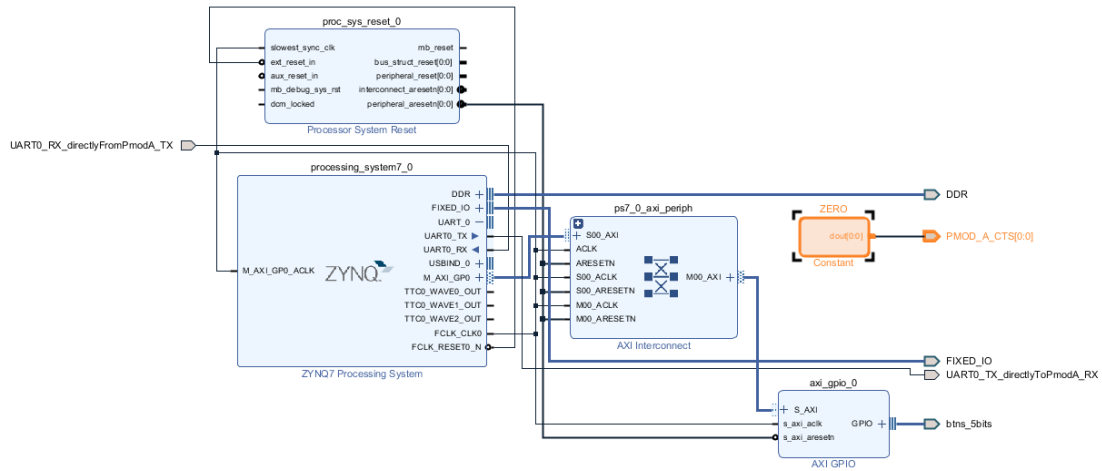 proc_sys_reset_0
slowest_sync_clk
ext_reset_in
aux_reset_in
mb_debug_sys_rst
dcm_locked
mb_reset
bus_struct_reset[0:0]
peripheral_reset[0:0]
interconnect_aresetn[0:0]
peripheral_aresetn[0:0]
Processor System Reset
UART0_RX_directlyFromPmodA_TX
processing_system7_0
M_AXI_GP0_ACLK
ZYNQ
DDR
FIXED_IO
UART_0
UART0_TX
UART0_RX
USBIND_0
M_AXI_GP0
TTC0_WAVE0_OUT
TTC0_WAVE1_OUT
TTC0_WAVE2_OUT
FCLK_CLK0
FCLK_RESET0_N
ZYNQ7 Processing System
ps7_0_axi_periph
S00_AXI
ACLK
ARESETN
S00_ACLK
S00_ARESETN
M00_ACLK
M00_ARESETN
M00_AXI
AXI Interconnect
ZERO
dout[0:0]
Constant
DDR
PMOD_A_CTS[0:0]
FIXED_IO
UART0_TX_directlyToPmodA_RX
axi_gpio_0
S_AXI
s_axi_aclk
s_axi_aresetn
GPIO
AXI GPIO
btns_5bits